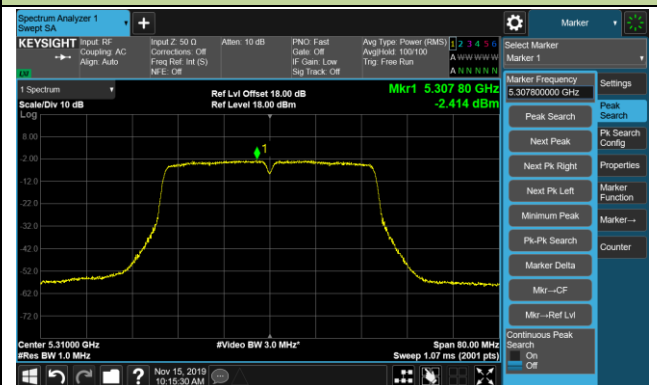 Spectrum Analyzer 1
Swept SA
Marker
KEYSIGHT
Input: RF
Coupling: AC
Align: Auto
Input Z: 50 Ω
Corrections: Off
Freq Ref: Int (S)
NFE: Off
Atten: 10 dB
PNO: Fast
Gate: Off
IF Gain: Low
Sig Track: Off
Avg Type: Power (RMS)
Avg|Hold: 100/100
Trig: Free Run
1 2 3 4 5 6
A W W W W W
A N N N N N
LXI
Select Marker
Marker 1
1 Spectrum
Scale/Div 10 dB
Log
Ref Lvl Offset 18.00 dB
Ref Level 18.00 dBm
Mkr1 5.307 80 GHz
-2.414 dBm
8.00
-2.00
-12.0
-22.0
-32.0
-42.0
-52.0
-62.0
-72.0
1
Center 5.31000 GHz
#Res BW 1.0 MHz
#Video BW 3.0 MHz*
Span 80.00 MHz
Sweep 1.07 ms (2001 pts)
Marker Frequency
5.307800000 GHz
Peak Search
Next Peak
Next Pk Right
Next Pk Left
Minimum Peak
Pk-Pk Search
Marker Delta
Mkr→CF
Mkr→Ref Lvl
Continuous Peak
Search
On
Off
Settings
Peak
Search
Pk Search
Config
Properties
Marker
Function
Marker→
Counter
Nov 15, 2019
10:15:30 AM